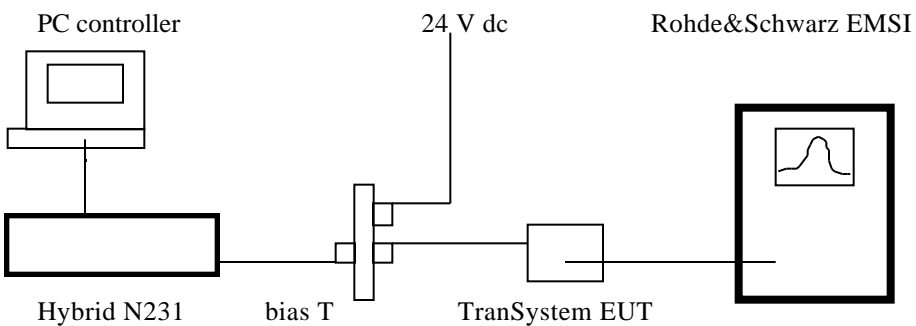 PC controller
24 V dc
Rohde&Schwarz EMSI
Hybrid N231
bias T
TranSystem EUT